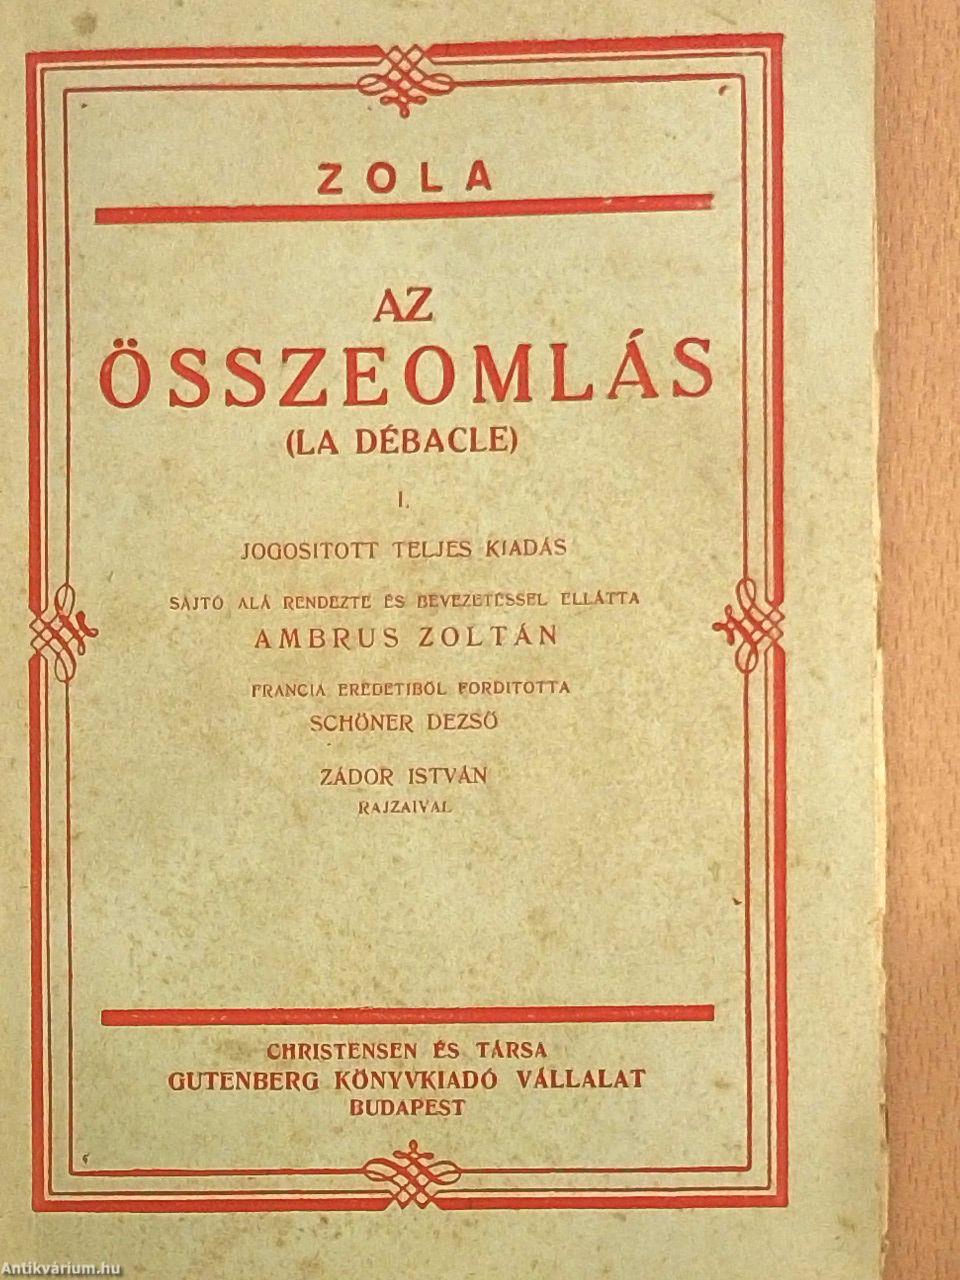 ZOLA
AZ
ÖSSZEOMLÁS
(LA DÉBACLE)
I.
JOGOSITOTT TELJES KIADÁS
SAJTÓ ALÁ RENDEZTE ÉS BEVEZETÉSSEL ELLÁTTA
AMBRUS ZOLTÁN
FRANCIA EREDETIBŐL FORDITOTTA
SCHÖNER DEZSŐ
ZÁDOR ISTVÁN
RAJZAIVAL
CHRISTENSEN ÉS TÁRSA
GUTENBERG KÖNYVKIADÓ VÁLLALAT
BUDAPEST
Antikvárium.hu